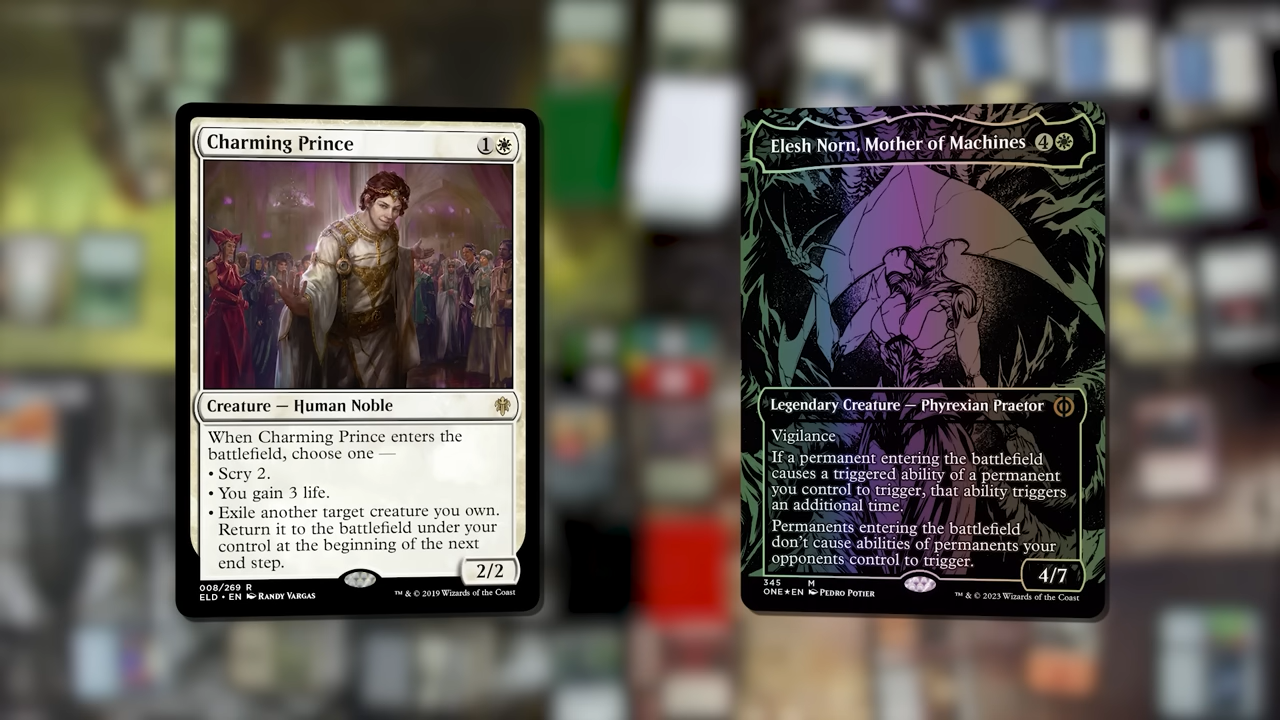 Charming Prince 1
Creature — Human Noble
When Charming Prince enters the
battlefield, choose one —
• Scry 2.
• You gain 3 life.
• Exile another target creature you own.
Return it to the battlefield under your
control at the beginning of the next
end step.
2/2
008/269 R
ELD • EN Randy Vargas
™ & © 2019 Wizards of the Coast
Elesh Norn, Mother of Machines 4
Legendary Creature — Phyrexian Praetor
Vigilance
If a permanent entering the battlefield
causes a triggered ability of a permanent
you control to trigger, that ability triggers
an additional time.
Permanents entering the battlefield
don't cause abilities of permanents your
opponents control to trigger.
4/7
345 M
ONE★EN Pedro Potier
™ & © 2023 Wizards of the Coast